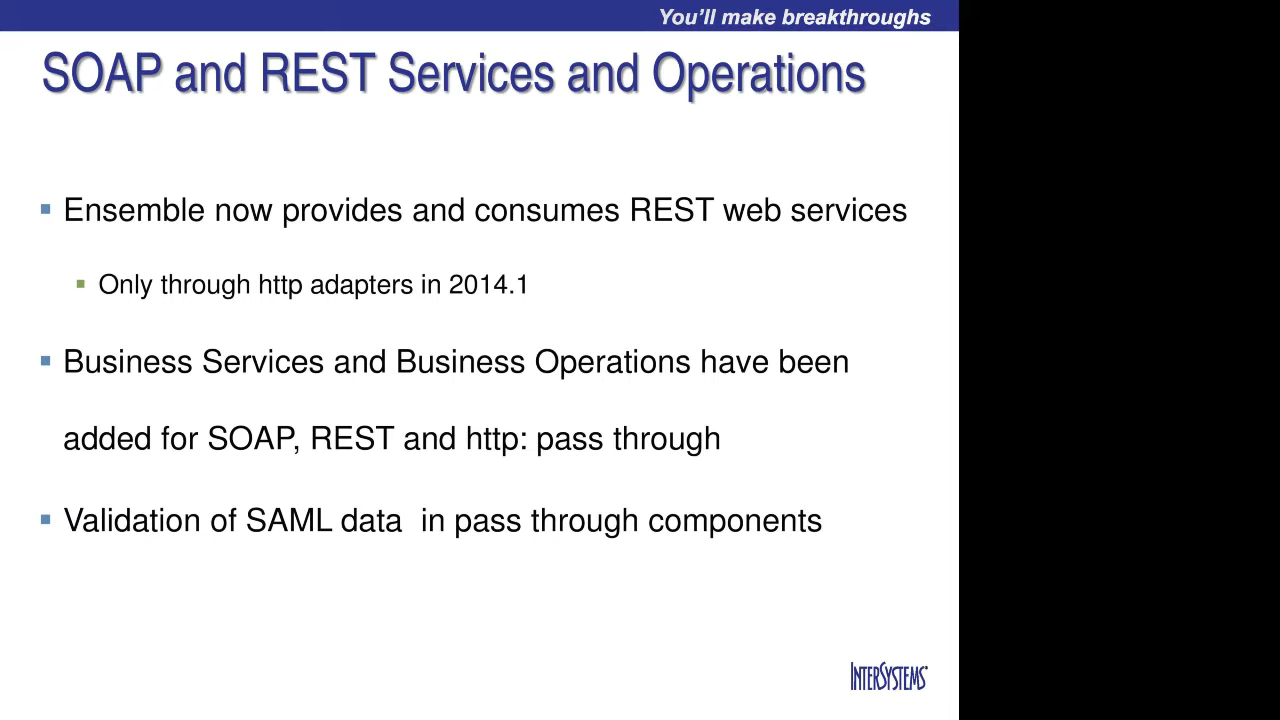 You'll make breakthroughs
SOAP and REST Services and Operations
Ensemble now provides and consumes REST web services
Only through http adapters in 2014.1
Business Services and Business Operations have been
added for SOAP, REST and http: pass through
Validation of SAML data in pass through components
INTERSYSTEMS